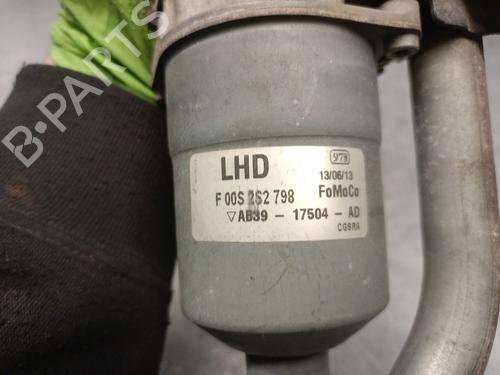 B-PARTS
LHD
978
13/06/13
F 00S 2S2 798
FoMoCo
▽AB39 - 17504 - AD
CGSRA